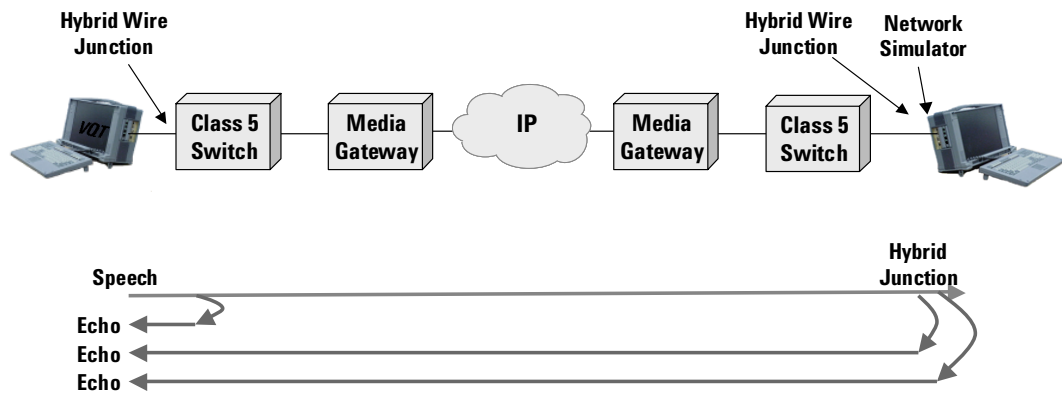 Hybrid Wire
Junction
Hybrid Wire
Junction
Network
Simulator
VQT
Class 5
Switch
Media
Gateway
IP
Media
Gateway
Class 5
Switch
Speech
Hybrid
Junction
Echo
Echo
Echo